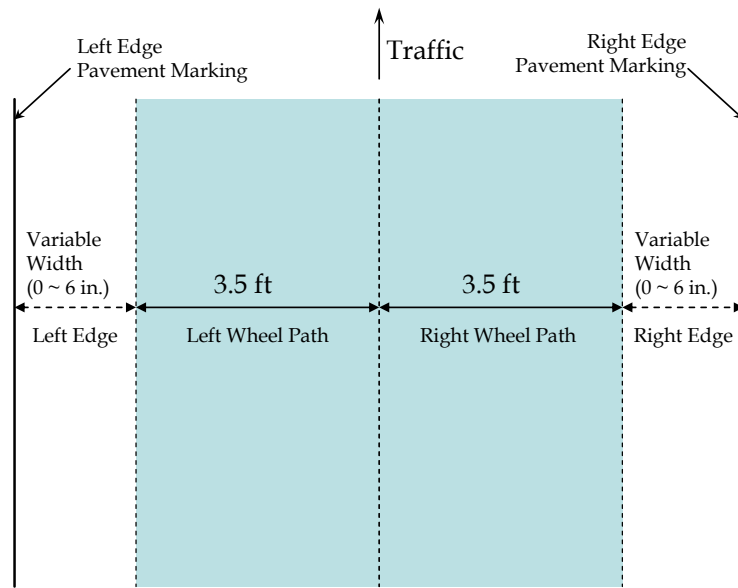 Left Edge
Pavement Marking
Traffic
Right Edge
Pavement Marking
Variable
Width
(0 ~ 6 in.)
3.5 ft
3.5 ft
Variable
Width
(0 ~ 6 in.)
Left Edge
Left Wheel Path
Right Wheel Path
Right Edge